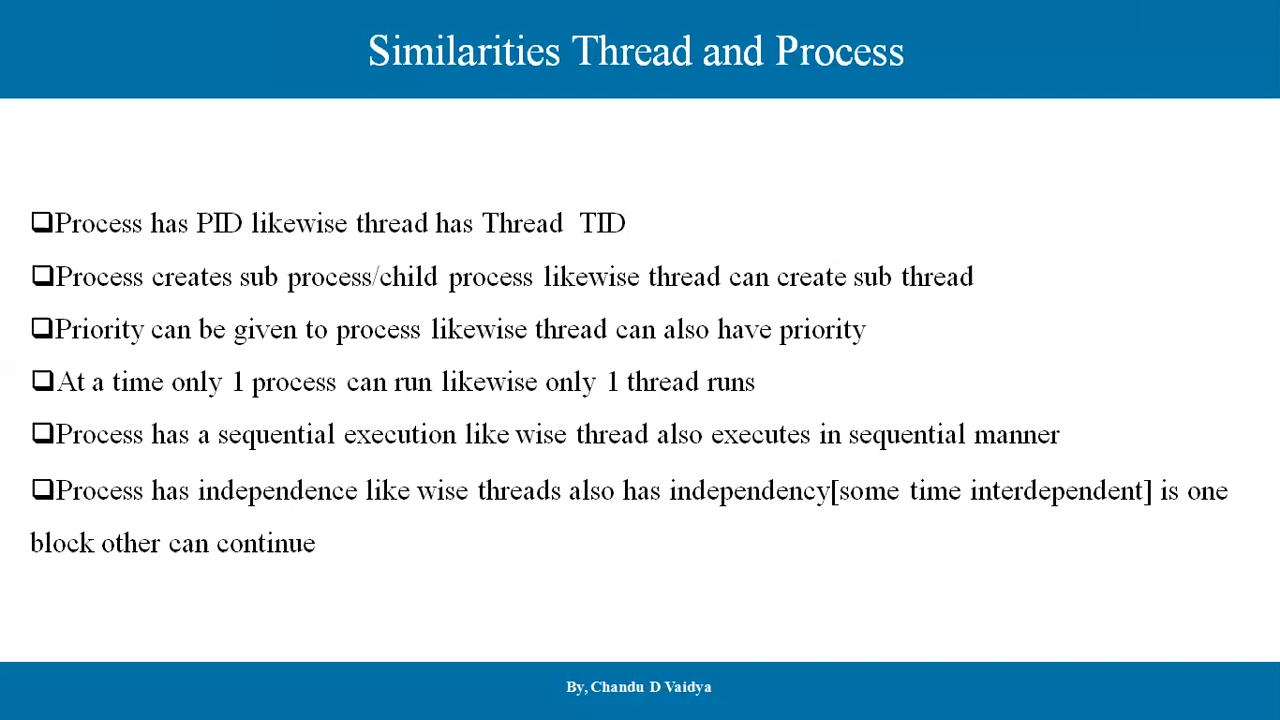 Similarities Thread and Process
❑Process has PID likewise thread has Thread TID
❑Process creates sub process/child process likewise thread can create sub thread
❑Priority can be given to process likewise thread can also have priority
❑At a time only 1 process can run likewise only 1 thread runs
❑Process has a sequential execution like wise thread also executes in sequential manner
❑Process has independence like wise threads also has independency[some time interdependent] is one
block other can continue
By, Chandu D Vaidya